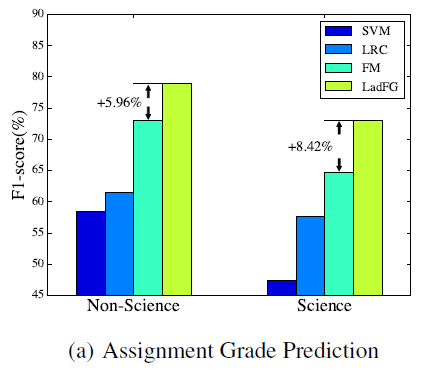 90
85
80
75
70
65
60
55
50
45
F1-score(%)
SVM
LRC
FM
LadFG
+5.96%
+8.42%
Non-Science
Science
(a) Assignment Grade Prediction